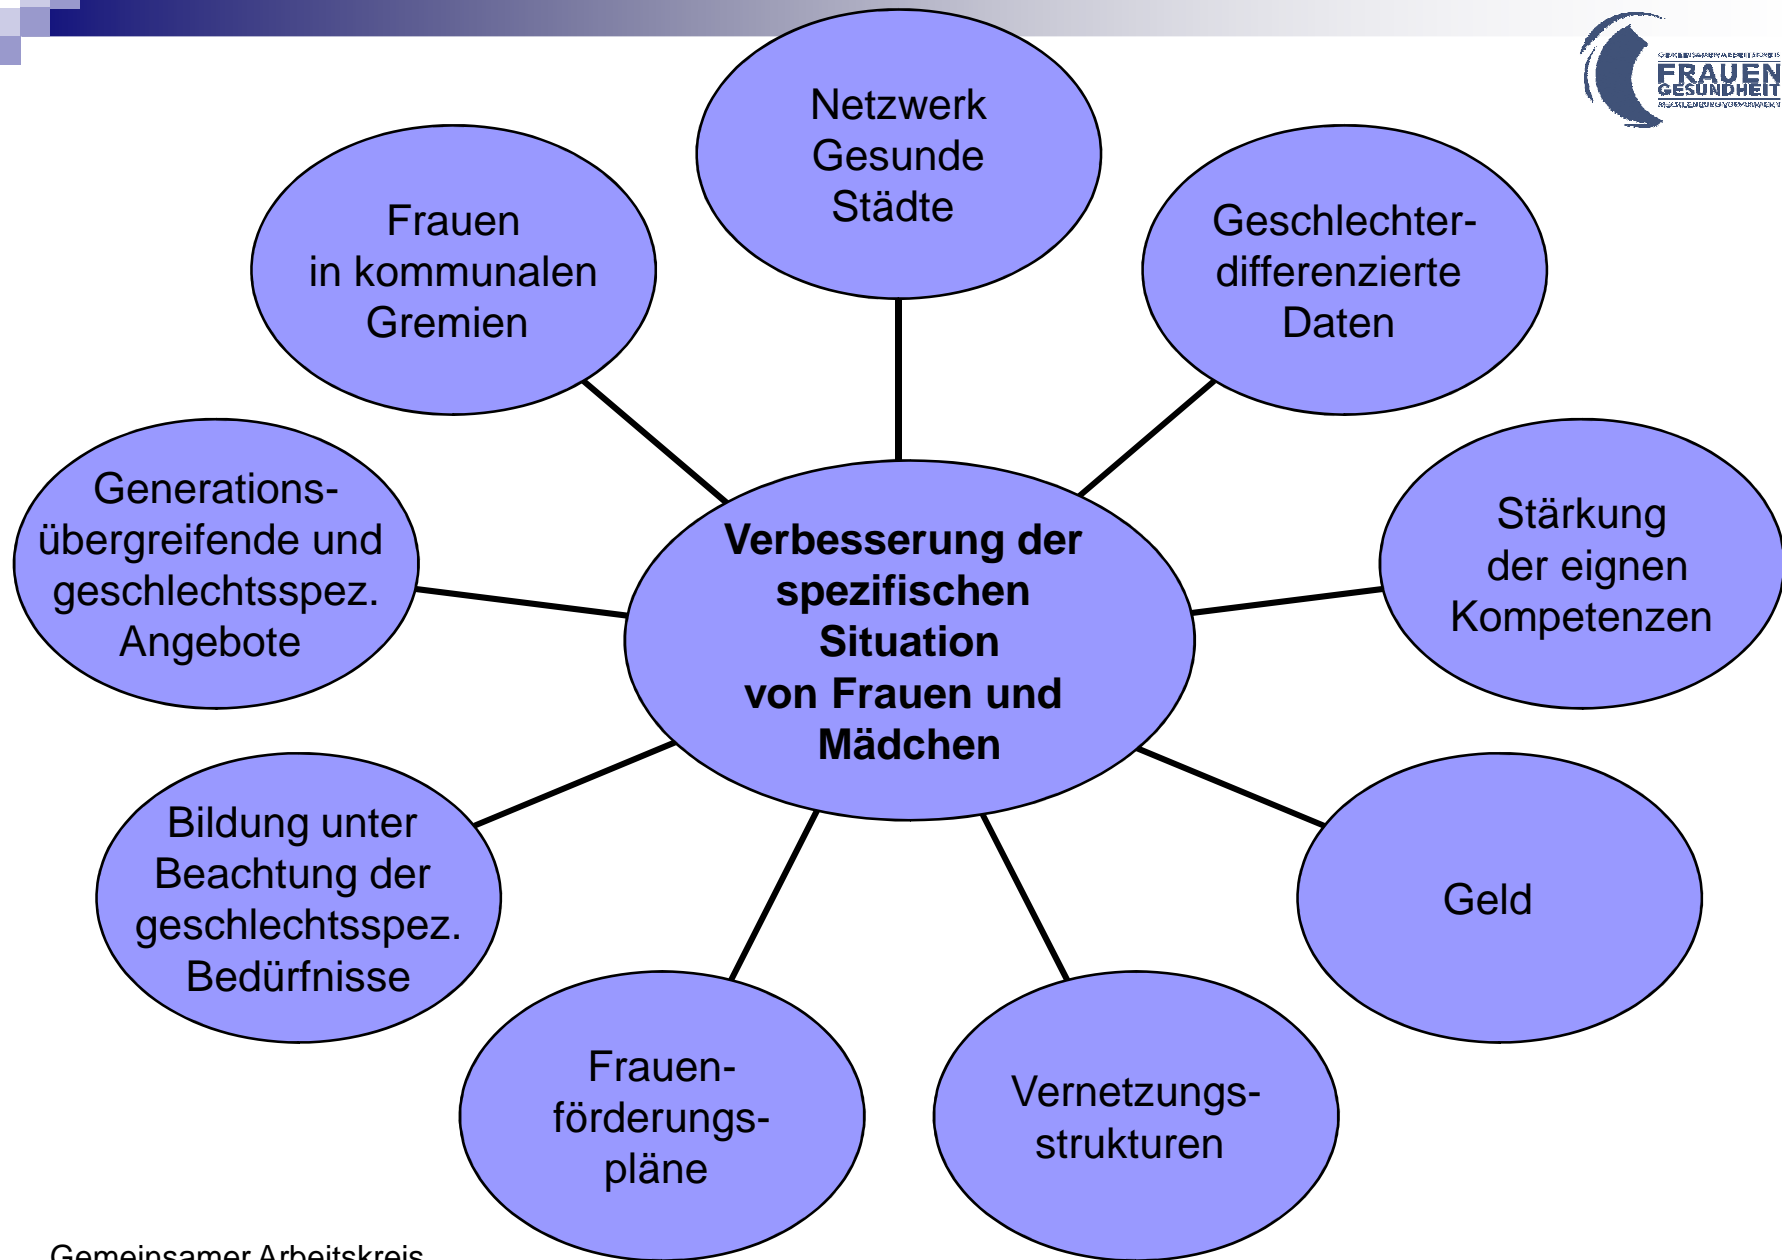 FRAUEN
GESUNDHEIT
Netzwerk
Gesunde
Städte
Frauen
in kommunalen
Gremien
Geschlechter-
differenzierte
Daten
Generations-
übergreifende und
geschlechtsspez.
Angebote
Verbesserung der
spezifischen
Situation
von Frauen und
Mädchen
Stärkung
der eignen
Kompetenzen
Bildung unter
Beachtung der
geschlechtsspez.
Bedürfnisse
Geld
Frauen-
förderungs-
pläne
Vernetzungs-
strukturen
Gemeinsamer Arbeitskreis